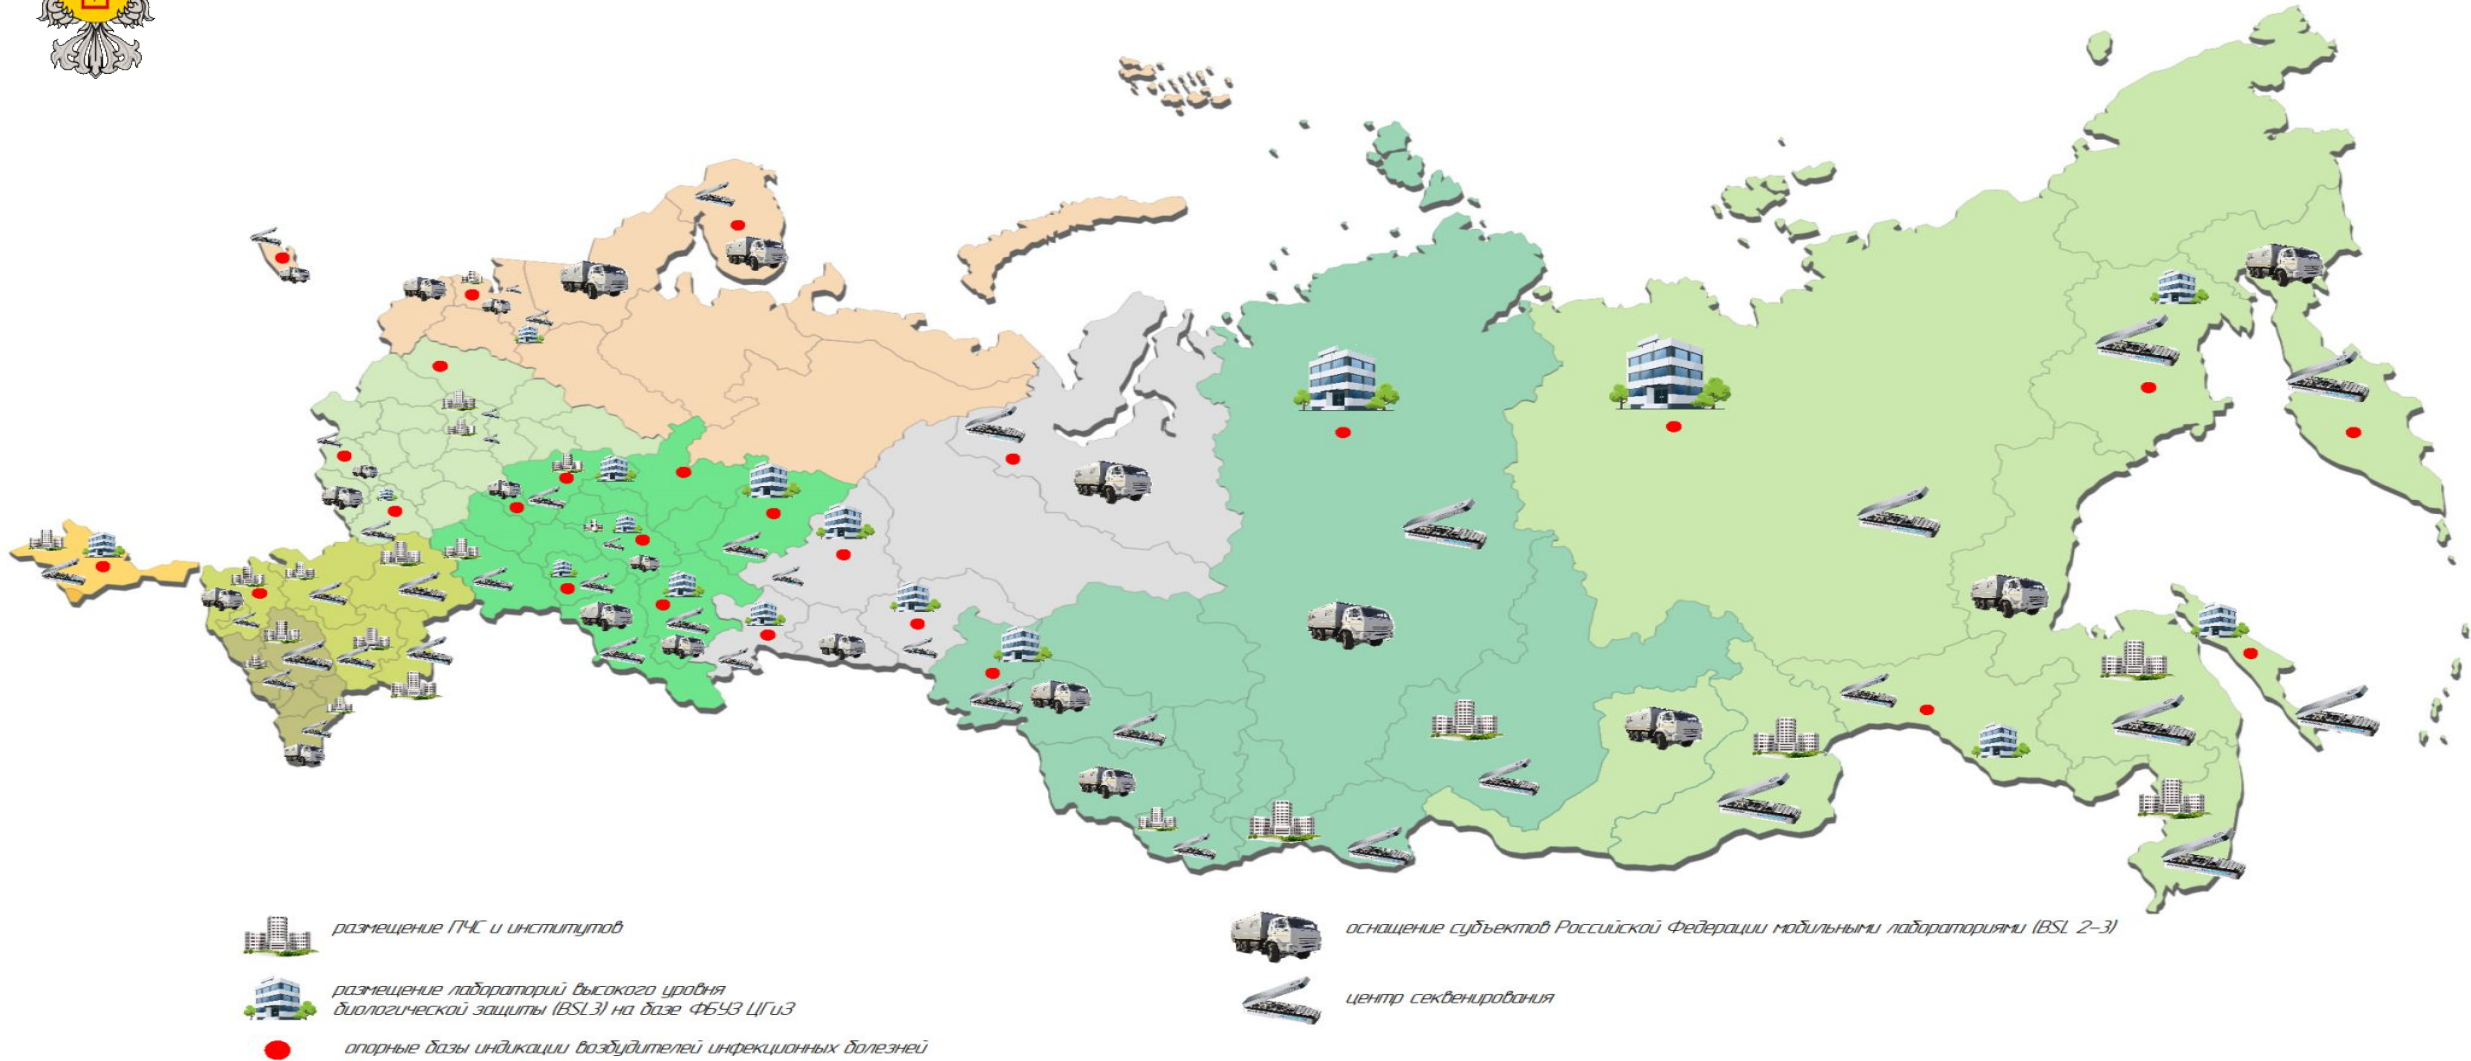 размещение ПЧС и институтов
размещение лабораторий высокого уровня
биологической защиты (BSL3) на базе ФБУЗ ЦГиЗ
опорные базы индикации возбудителей инфекционных болезней
оснащение субъектов Российской Федерации мобильными лабораториями (BSL 2-3)
центр секвенирования